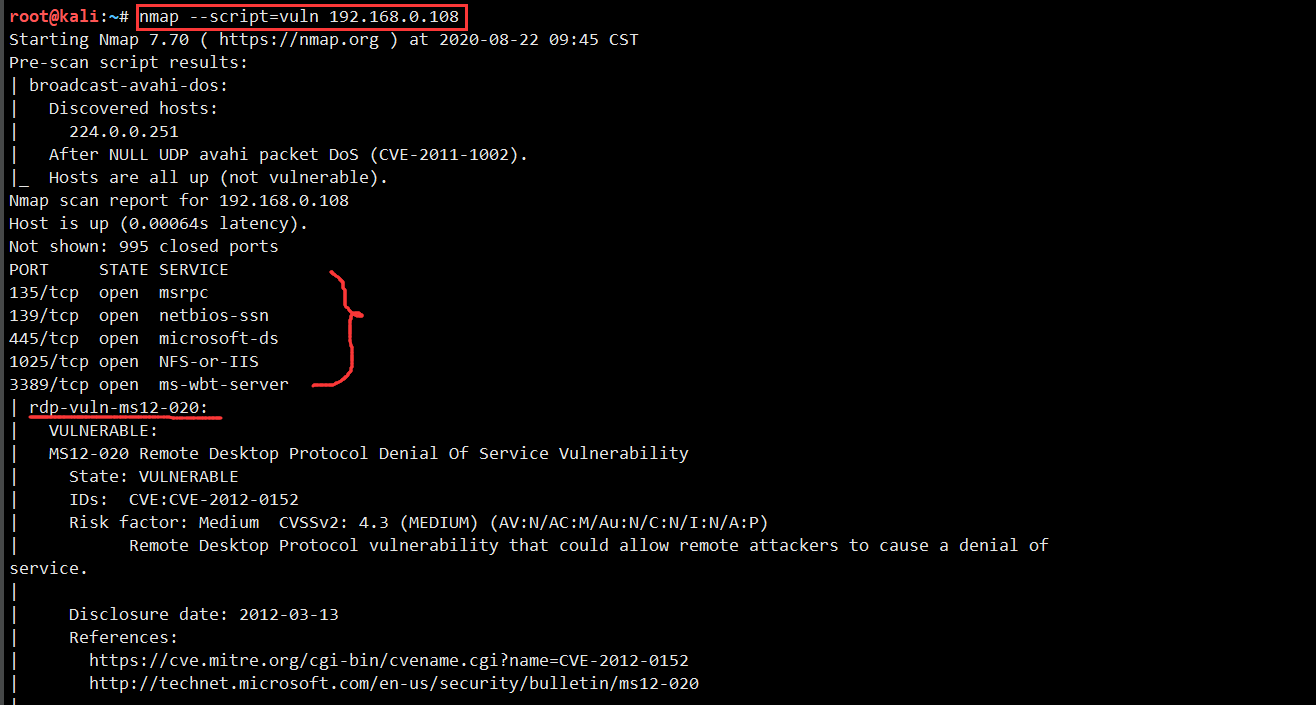 root@kali:~# nmap --script=vuln 192.168.0.108
Starting Nmap 7.70 ( https://nmap.org ) at 2020-08-22 09:45 CST
Pre-scan script results:
| broadcast-avahi-dos:
|   Discovered hosts:
|     224.0.0.251
|   After NULL UDP avahi packet DoS (CVE-2011-1002).
|_  Hosts are all up (not vulnerable).
Nmap scan report for 192.168.0.108
Host is up (0.00064s latency).
Not shown: 995 closed ports
PORT     STATE SERVICE
135/tcp  open  msrpc
139/tcp  open  netbios-ssn
445/tcp  open  microsoft-ds
1025/tcp open  NFS-or-IIS
3389/tcp open  ms-wbt-server
| rdp-vuln-ms12-020:
|   VULNERABLE:
|   MS12-020 Remote Desktop Protocol Denial Of Service Vulnerability
|     State: VULNERABLE
|     IDs:  CVE:CVE-2012-0152
|     Risk factor: Medium  CVSSv2: 4.3 (MEDIUM) (AV:N/AC:M/Au:N/C:N/I:N/A:P)
|           Remote Desktop Protocol vulnerability that could allow remote attackers to cause a denial of
service.
|
|     Disclosure date: 2012-03-13
|     References:
|       https://cve.mitre.org/cgi-bin/cvename.cgi?name=CVE-2012-0152
|       http://technet.microsoft.com/en-us/security/bulletin/ms12-020